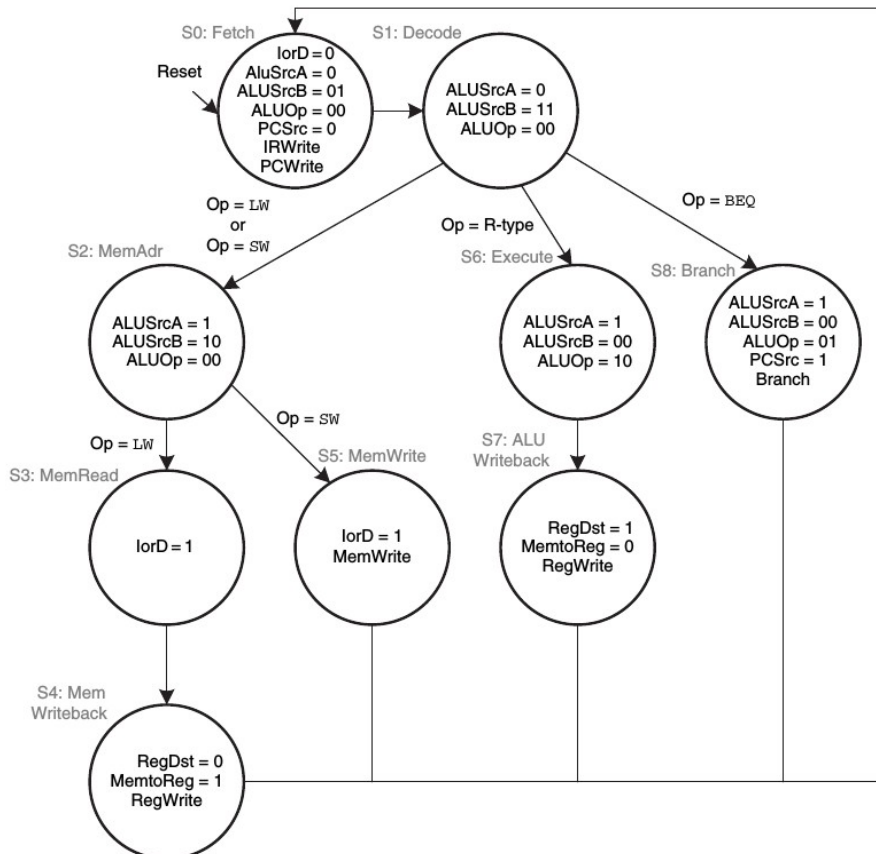 S0: Fetch
IorD = 0
AluSrcA = 0
ALUSrcB = 01
ALUOp = 00
PCSrc = 0
IRWrite
PCWrite
Reset
S1: Decode
ALUSrcA = 0
ALUSrcB = 11
ALUOp = 00
Op = LW
or
Op = SW
Op = R-type
Op = BEQ
S2: MemAdr
ALUSrcA = 1
ALUSrcB = 10
ALUOp = 00
S6: Execute
ALUSrcA = 1
ALUSrcB = 00
ALUOp = 10
S8: Branch
ALUSrcA = 1
ALUSrcB = 00
ALUOp = 01
PCSrc = 1
Branch
Op = LW
Op = SW
S3: MemRead
IorD = 1
S5: MemWrite
IorD = 1
MemWrite
S7: ALU
Writeback
RegDst = 1
MemtoReg = 0
RegWrite
S4: Mem
Writeback
RegDst = 0
MemtoReg = 1
RegWrite